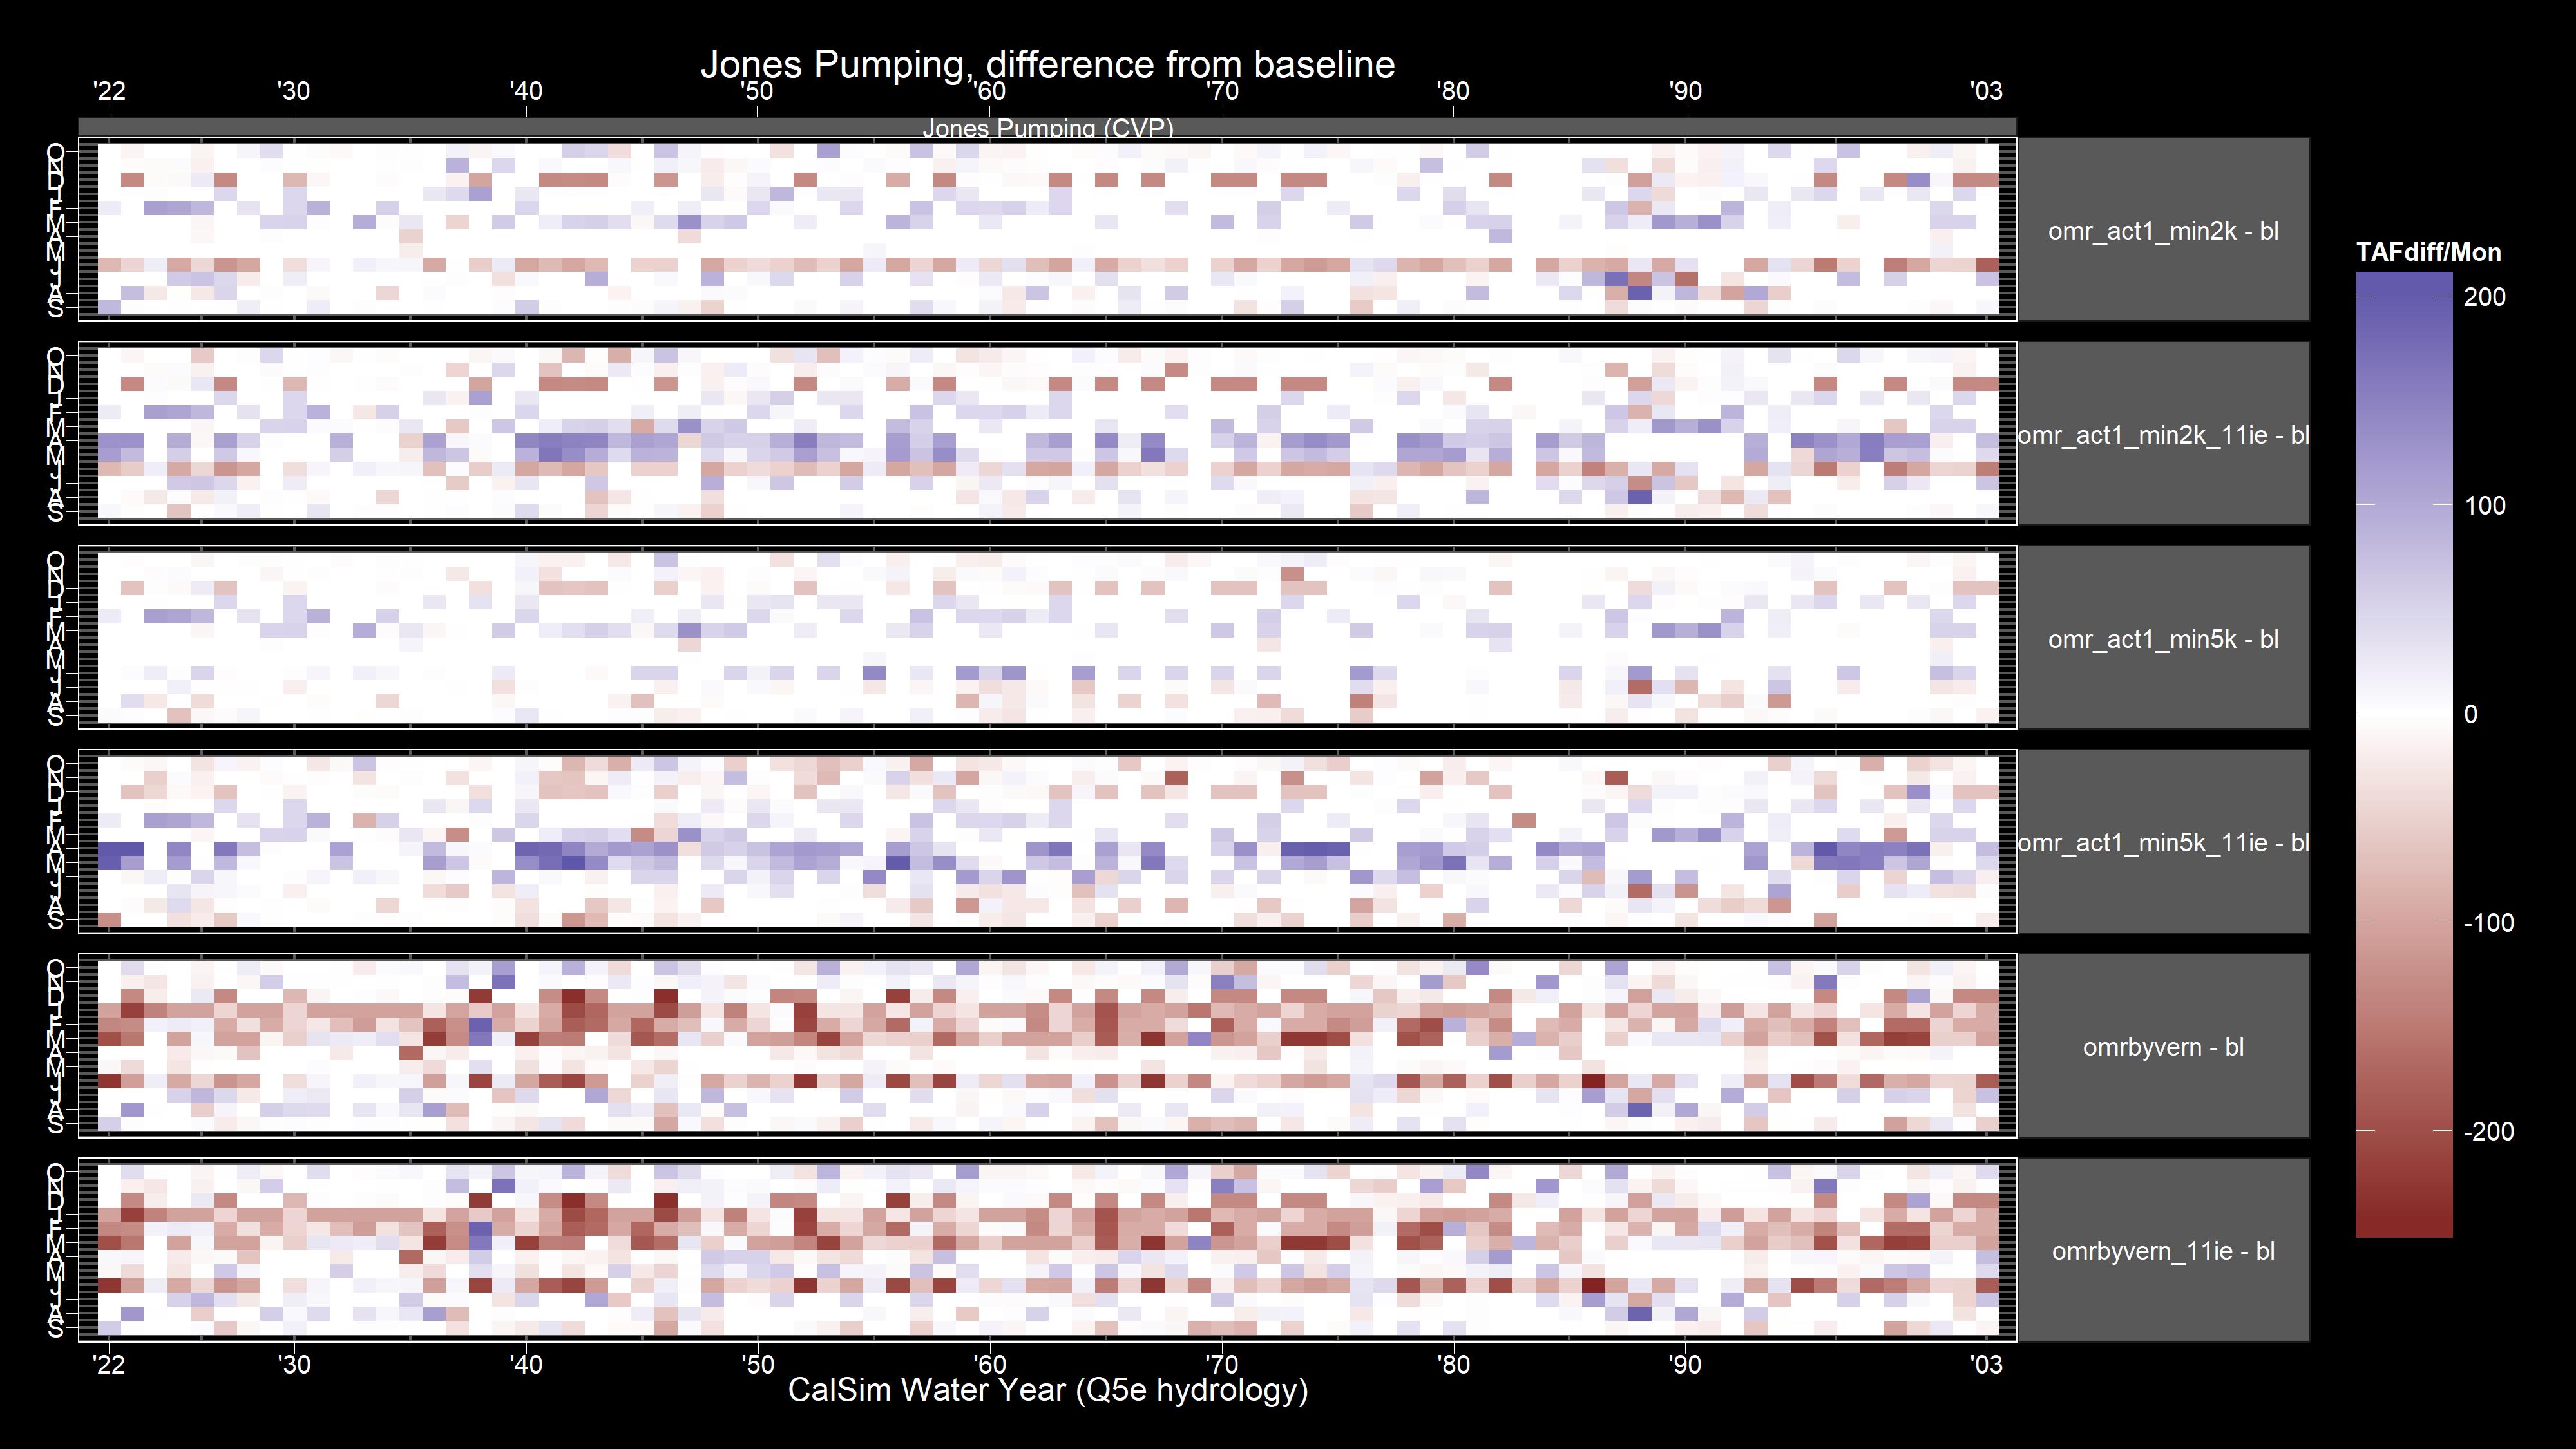 Jones Pumping, difference from baseline
'22 '30 '40 '50 '60 '70 '80 '90 '03
Jones Pumping (CVP)
O
N
D
J
F
M
A
M
J
J
A
S
omr_act1_min2k - bl
O
N
D
J
F
M
A
M
J
J
A
S
omr_act1_min2k_11ie - bl
O
N
D
J
F
M
A
M
J
J
A
S
omr_act1_min5k - bl
O
N
D
J
F
M
A
M
J
J
A
S
omr_act1_min5k_11ie - bl
O
N
D
J
F
M
A
M
J
J
A
S
omrbyvern - bl
O
N
D
J
F
M
A
M
J
J
A
S
omrbyvern_11ie - bl
'22 '30 '40 '50 '60 '70 '80 '90 '03
CalSim Water Year (Q5e hydrology)
TAFdiff/Mon
200
100
0
-100
-200